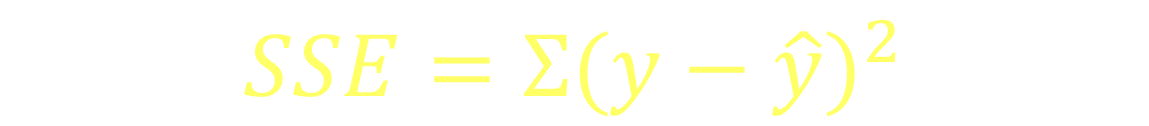 SSE = Σ(y − ŷ)²